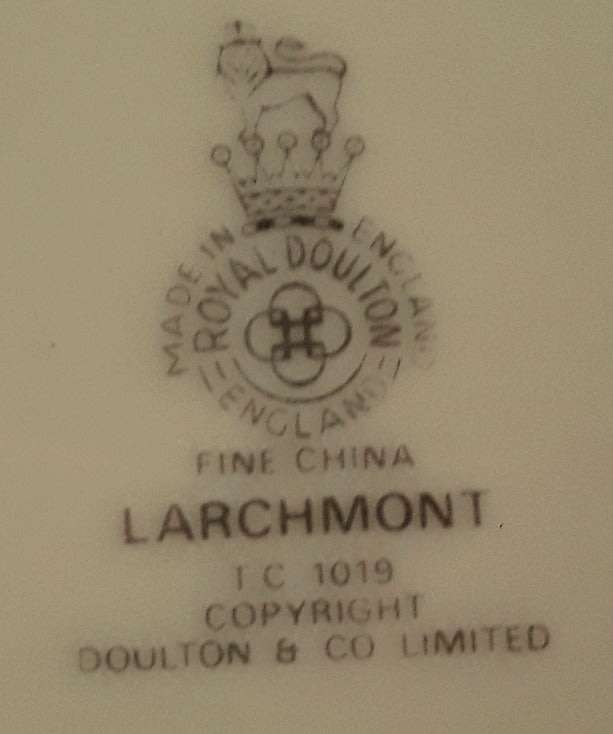 MADE IN ENGLAND
ROYAL DOULTON
ENGLAND
FINE CHINA
LARCHMONT
T C 1019
COPYRIGHT
DOULTON & CO LIMITED